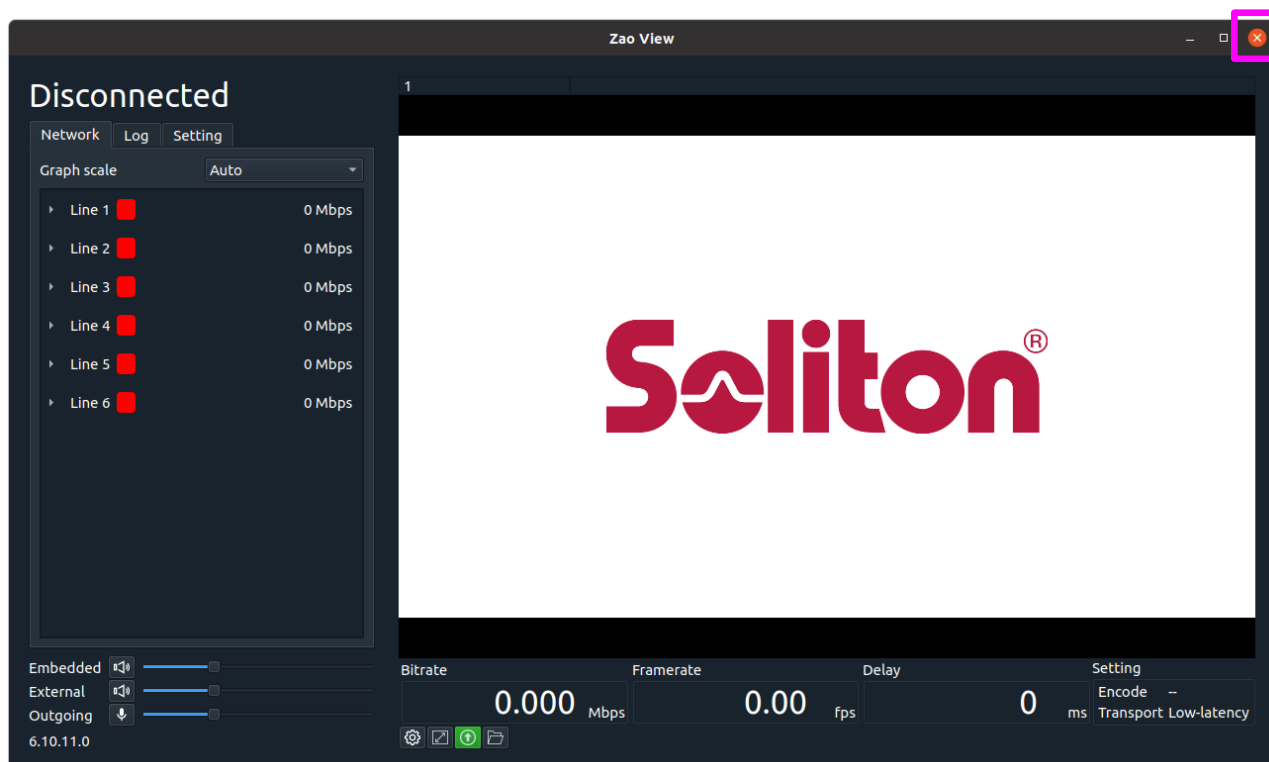 Zao View
Disconnected
Network Log Setting
Graph scale Auto
Line 1 0 Mbps
Line 2 0 Mbps
Line 3 0 Mbps
Line 4 0 Mbps
Line 5 0 Mbps
Line 6 0 Mbps
Embedded
External
Outgoing
6.10.11.0
1
Soliton®
Bitrate
0.000 Mbps
Framerate
0.00 fps
Delay
0 ms
Setting
Encode --
Transport Low-latency